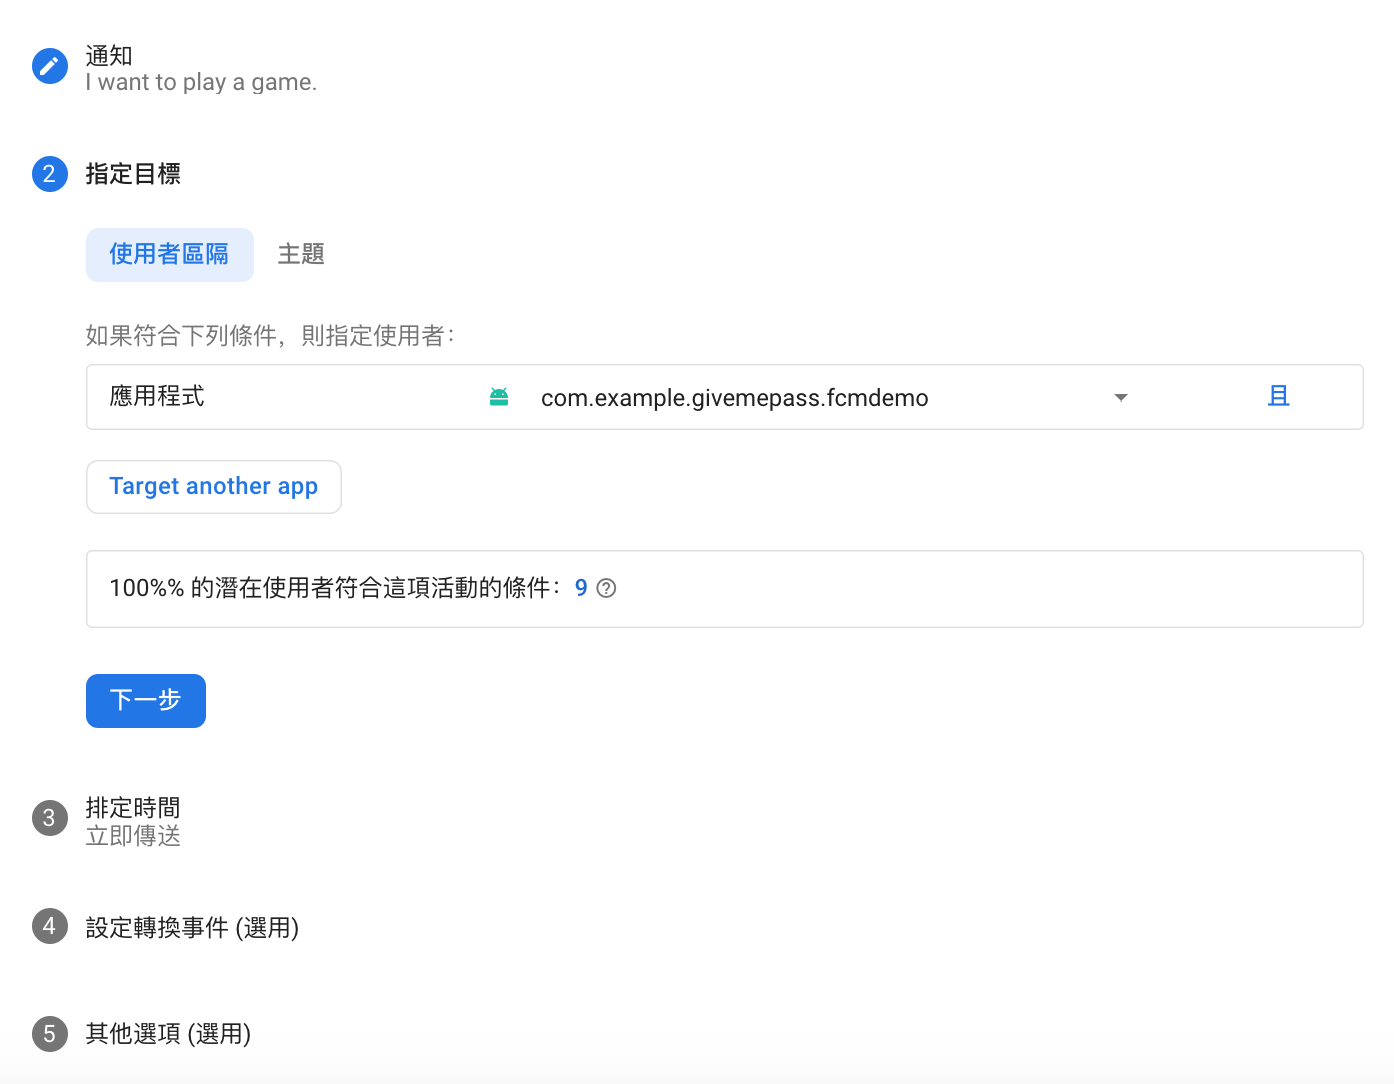 通知
I want to play a game.
2 指定目標
使用者區隔 主題
如果符合下列條件，則指定使用者：
應用程式 com.example.givemepass.fcmdemo 且
Target another app
100%% 的潛在使用者符合這項活動的條件： 9
下一步
3 排定時間
立即傳送
4 設定轉換事件 (選用)
5 其他選項 (選用)